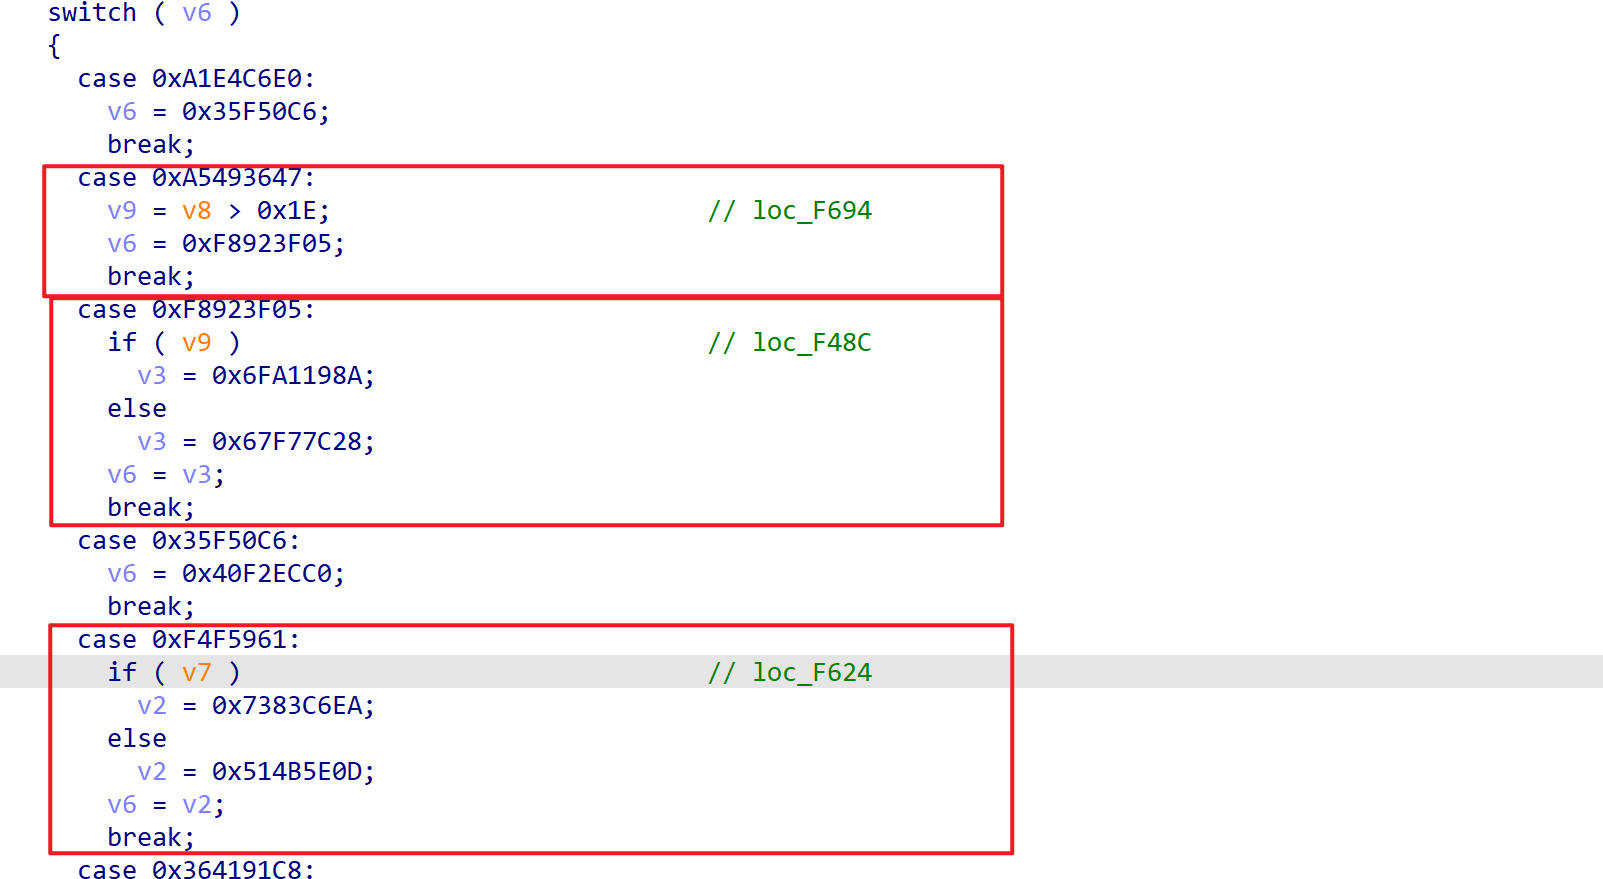 switch ( v6 )
{
case 0xA1E4C6E0:
v6 = 0x35F50C6;
break;
case 0xA5493647:
v9 = v8 > 0x1E; // loc_F694
v6 = 0xF8923F05;
break;
case 0xF8923F05:
if ( v9 ) // loc_F48C
v3 = 0x6FA1198A;
else
v3 = 0x67F77C28;
v6 = v3;
break;
case 0x35F50C6:
v6 = 0x40F2ECC0;
break;
case 0xF4F5961:
if ( v7 ) // loc_F624
v2 = 0x7383C6EA;
else
v2 = 0x514B5E0D;
v6 = v2;
break;
case 0x364191C8: